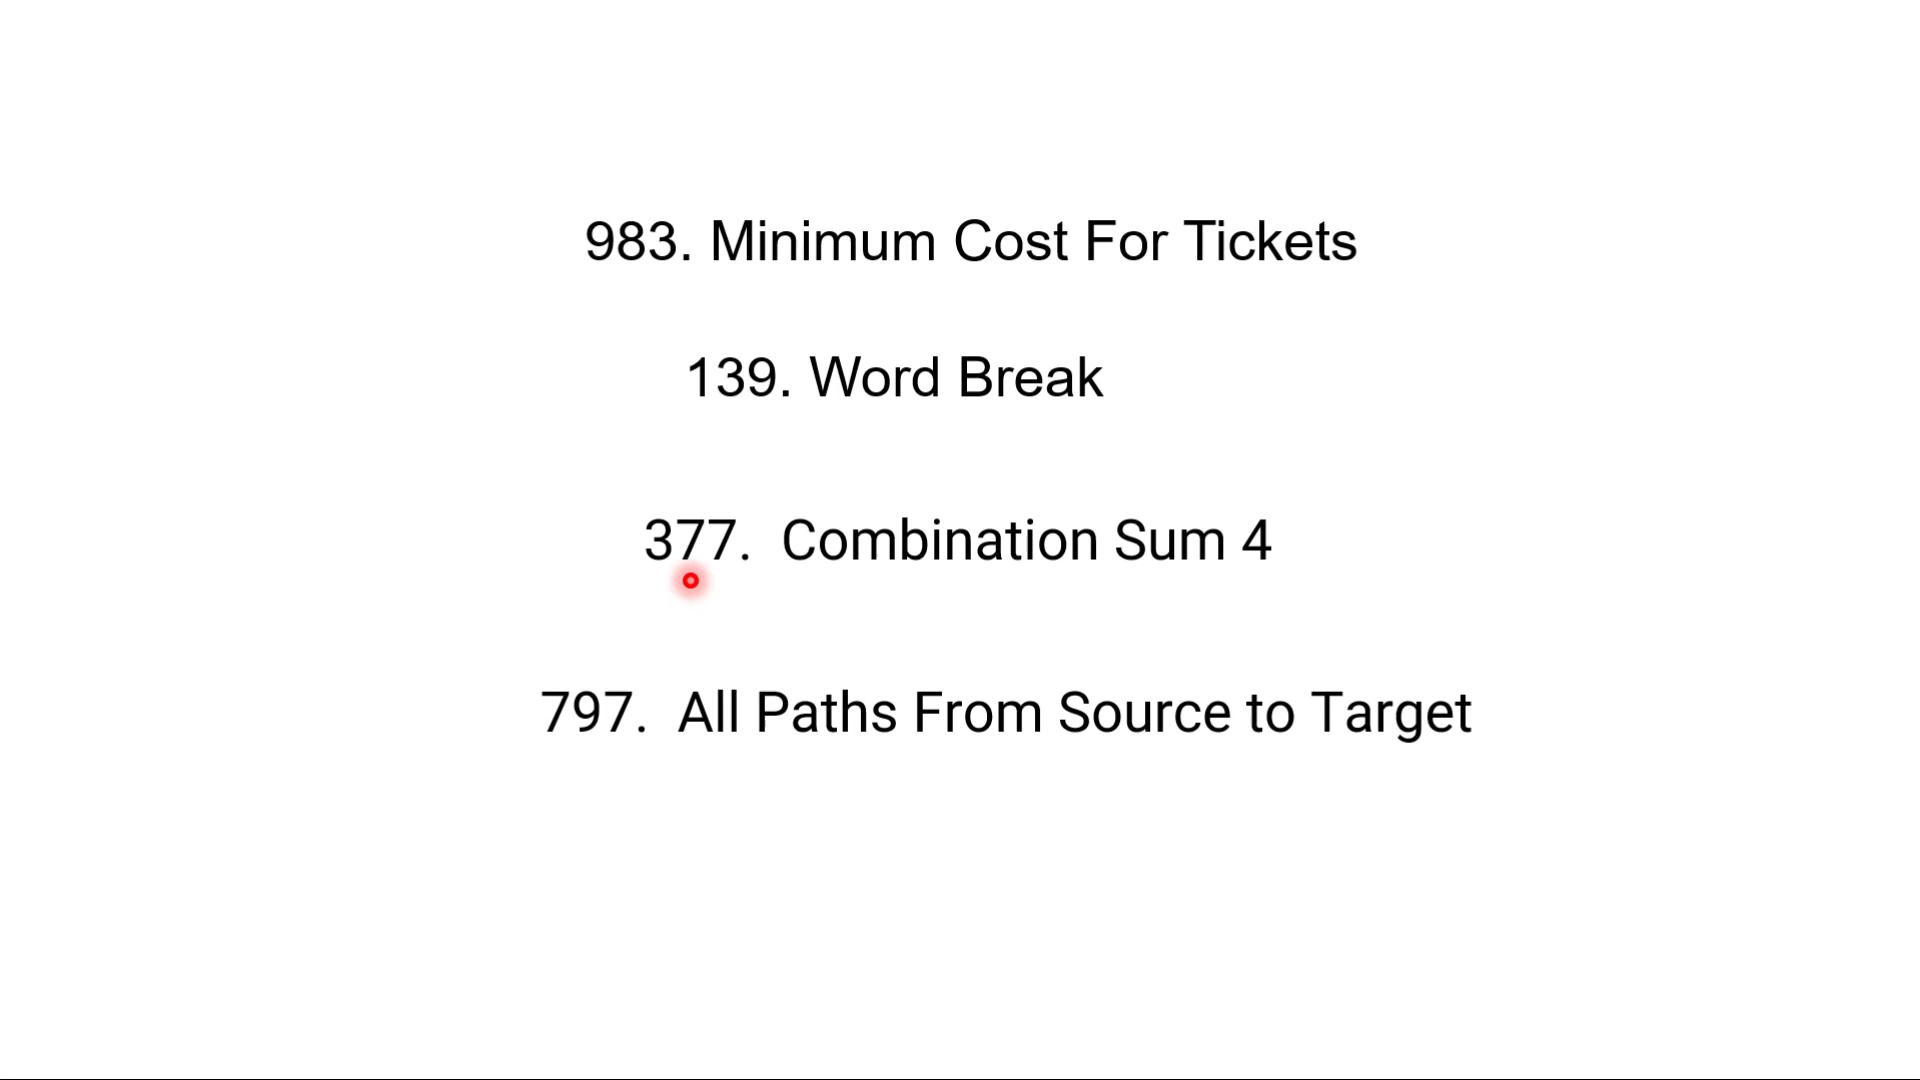 983. Minimum Cost For Tickets
139. Word Break
377. Combination Sum 4
797. All Paths From Source to Target